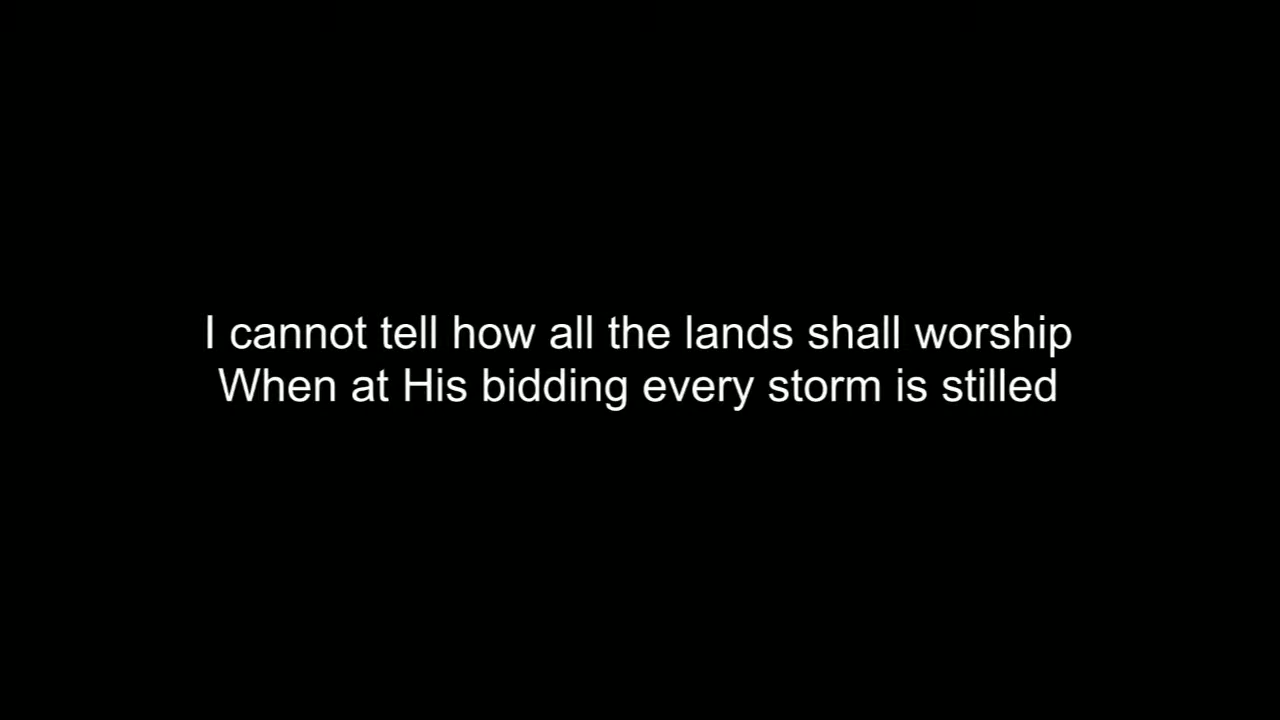 I cannot tell how all the lands shall worship
When at His bidding every storm is stilled